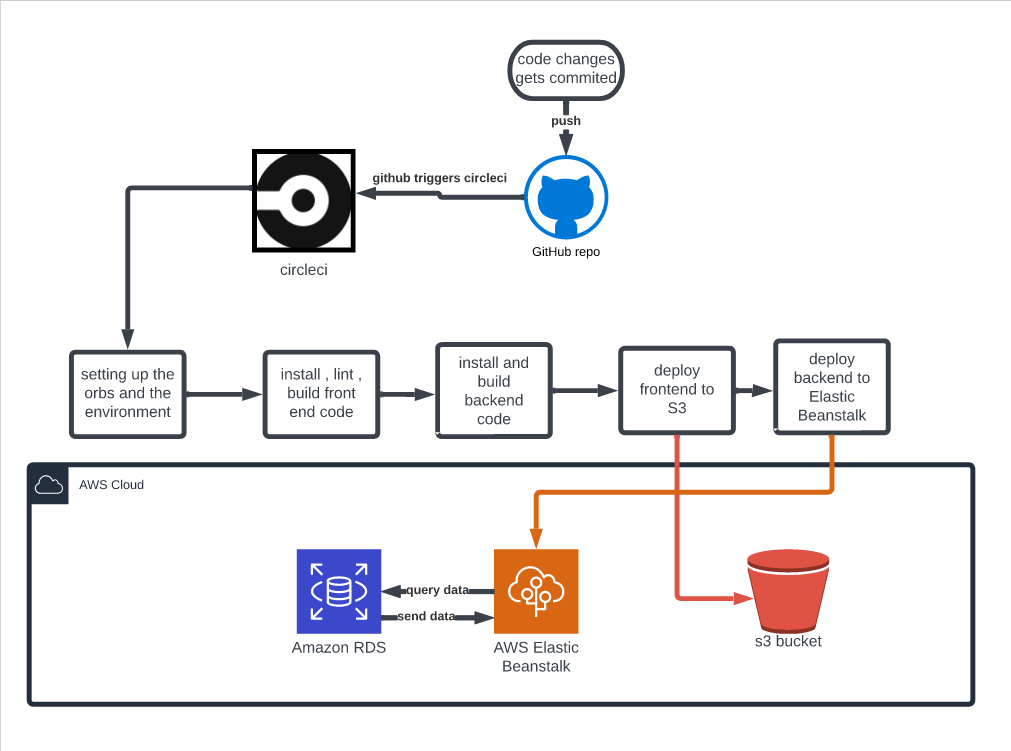 code changes
gets commited
push
github triggers circleci
GitHub repo
circleci
setting up the
orbs and the
environment
install , lint ,
build front
end code
install and
build
backend
code
deploy
frontend to
S3
deploy
backend to
Elastic
Beanstalk
AWS Cloud
query data
send data
Amazon RDS
AWS Elastic
Beanstalk
s3 bucket